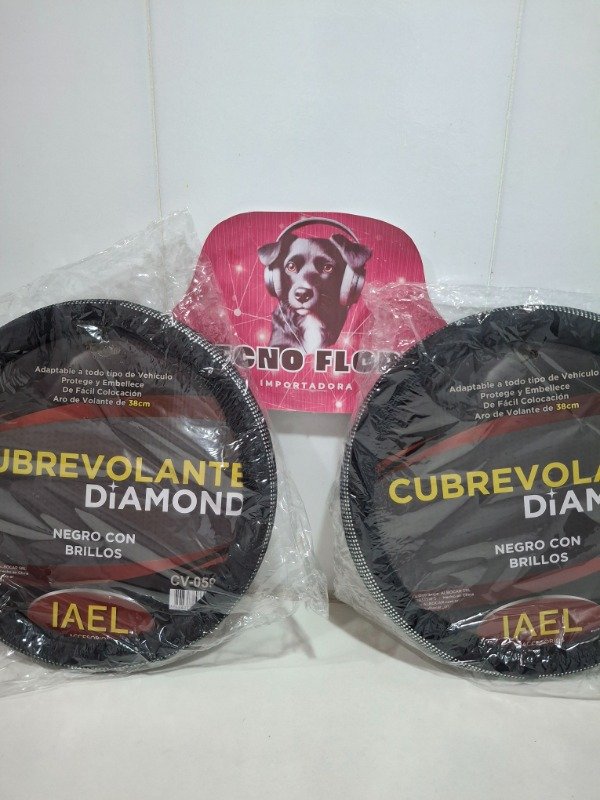 Adaptable a todo tipo de Vehículo
Protege y Embellece
De Fácil Colocación
Aro de Volante de 38cm
UBREVOLANTE
DiAMOND
NEGRO CON
BRILLOS
CV-058
IAEL
CNO FLO
IMPORTADORA
Adaptable a todo tipo de Vehículo
Protege y Embellece
De Fácil Colocación
Aro de Volante de 38cm
CUBREVOLA
DiAM
NEGRO CON
BRILLOS
IAEL